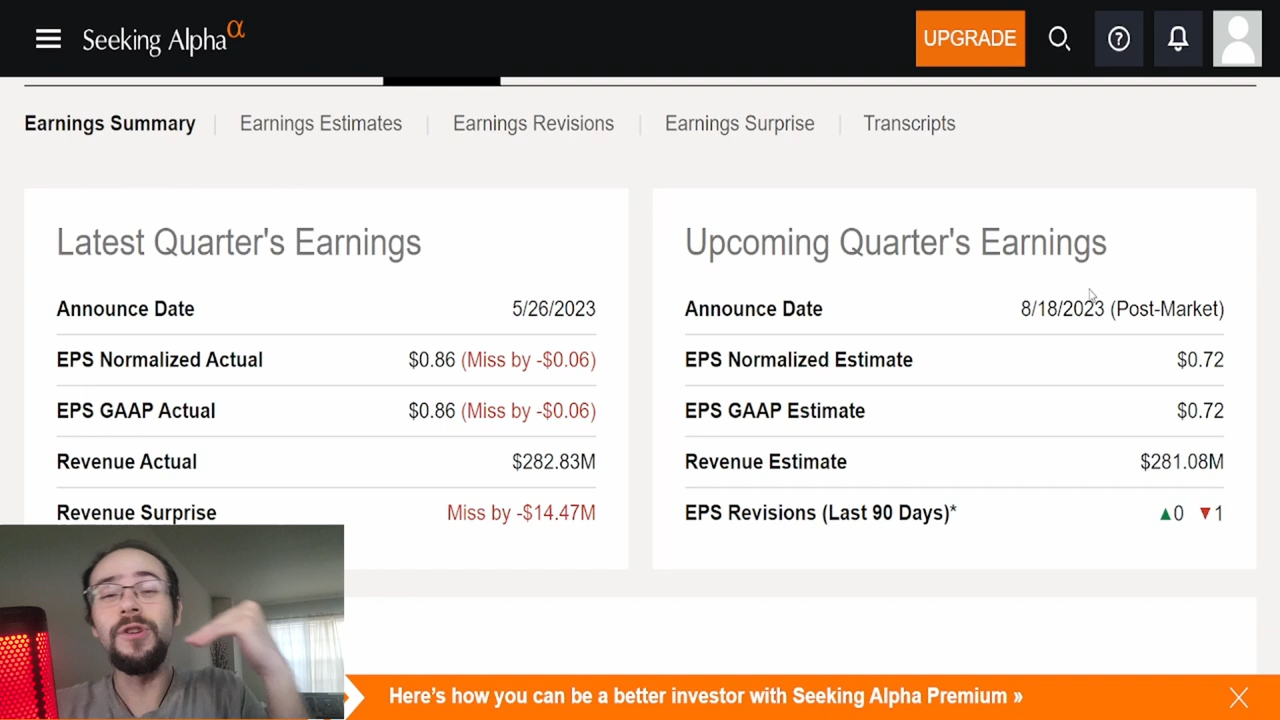 Seeking Alpha α
UPGRADE
Earnings Summary | Earnings Estimates | Earnings Revisions | Earnings Surprise | Transcripts
Latest Quarter's Earnings
Announce Date 5/26/2023
EPS Normalized Actual $0.86 (Miss by -$0.06)
EPS GAAP Actual $0.86 (Miss by -$0.06)
Revenue Actual $282.83M
Revenue Surprise Miss by -$14.47M
Upcoming Quarter's Earnings
Announce Date 8/18/2023 (Post-Market)
EPS Normalized Estimate $0.72
EPS GAAP Estimate $0.72
Revenue Estimate $281.08M
EPS Revisions (Last 90 Days)* ▲0 ▼1
Here's how you can be a better investor with Seeking Alpha Premium »